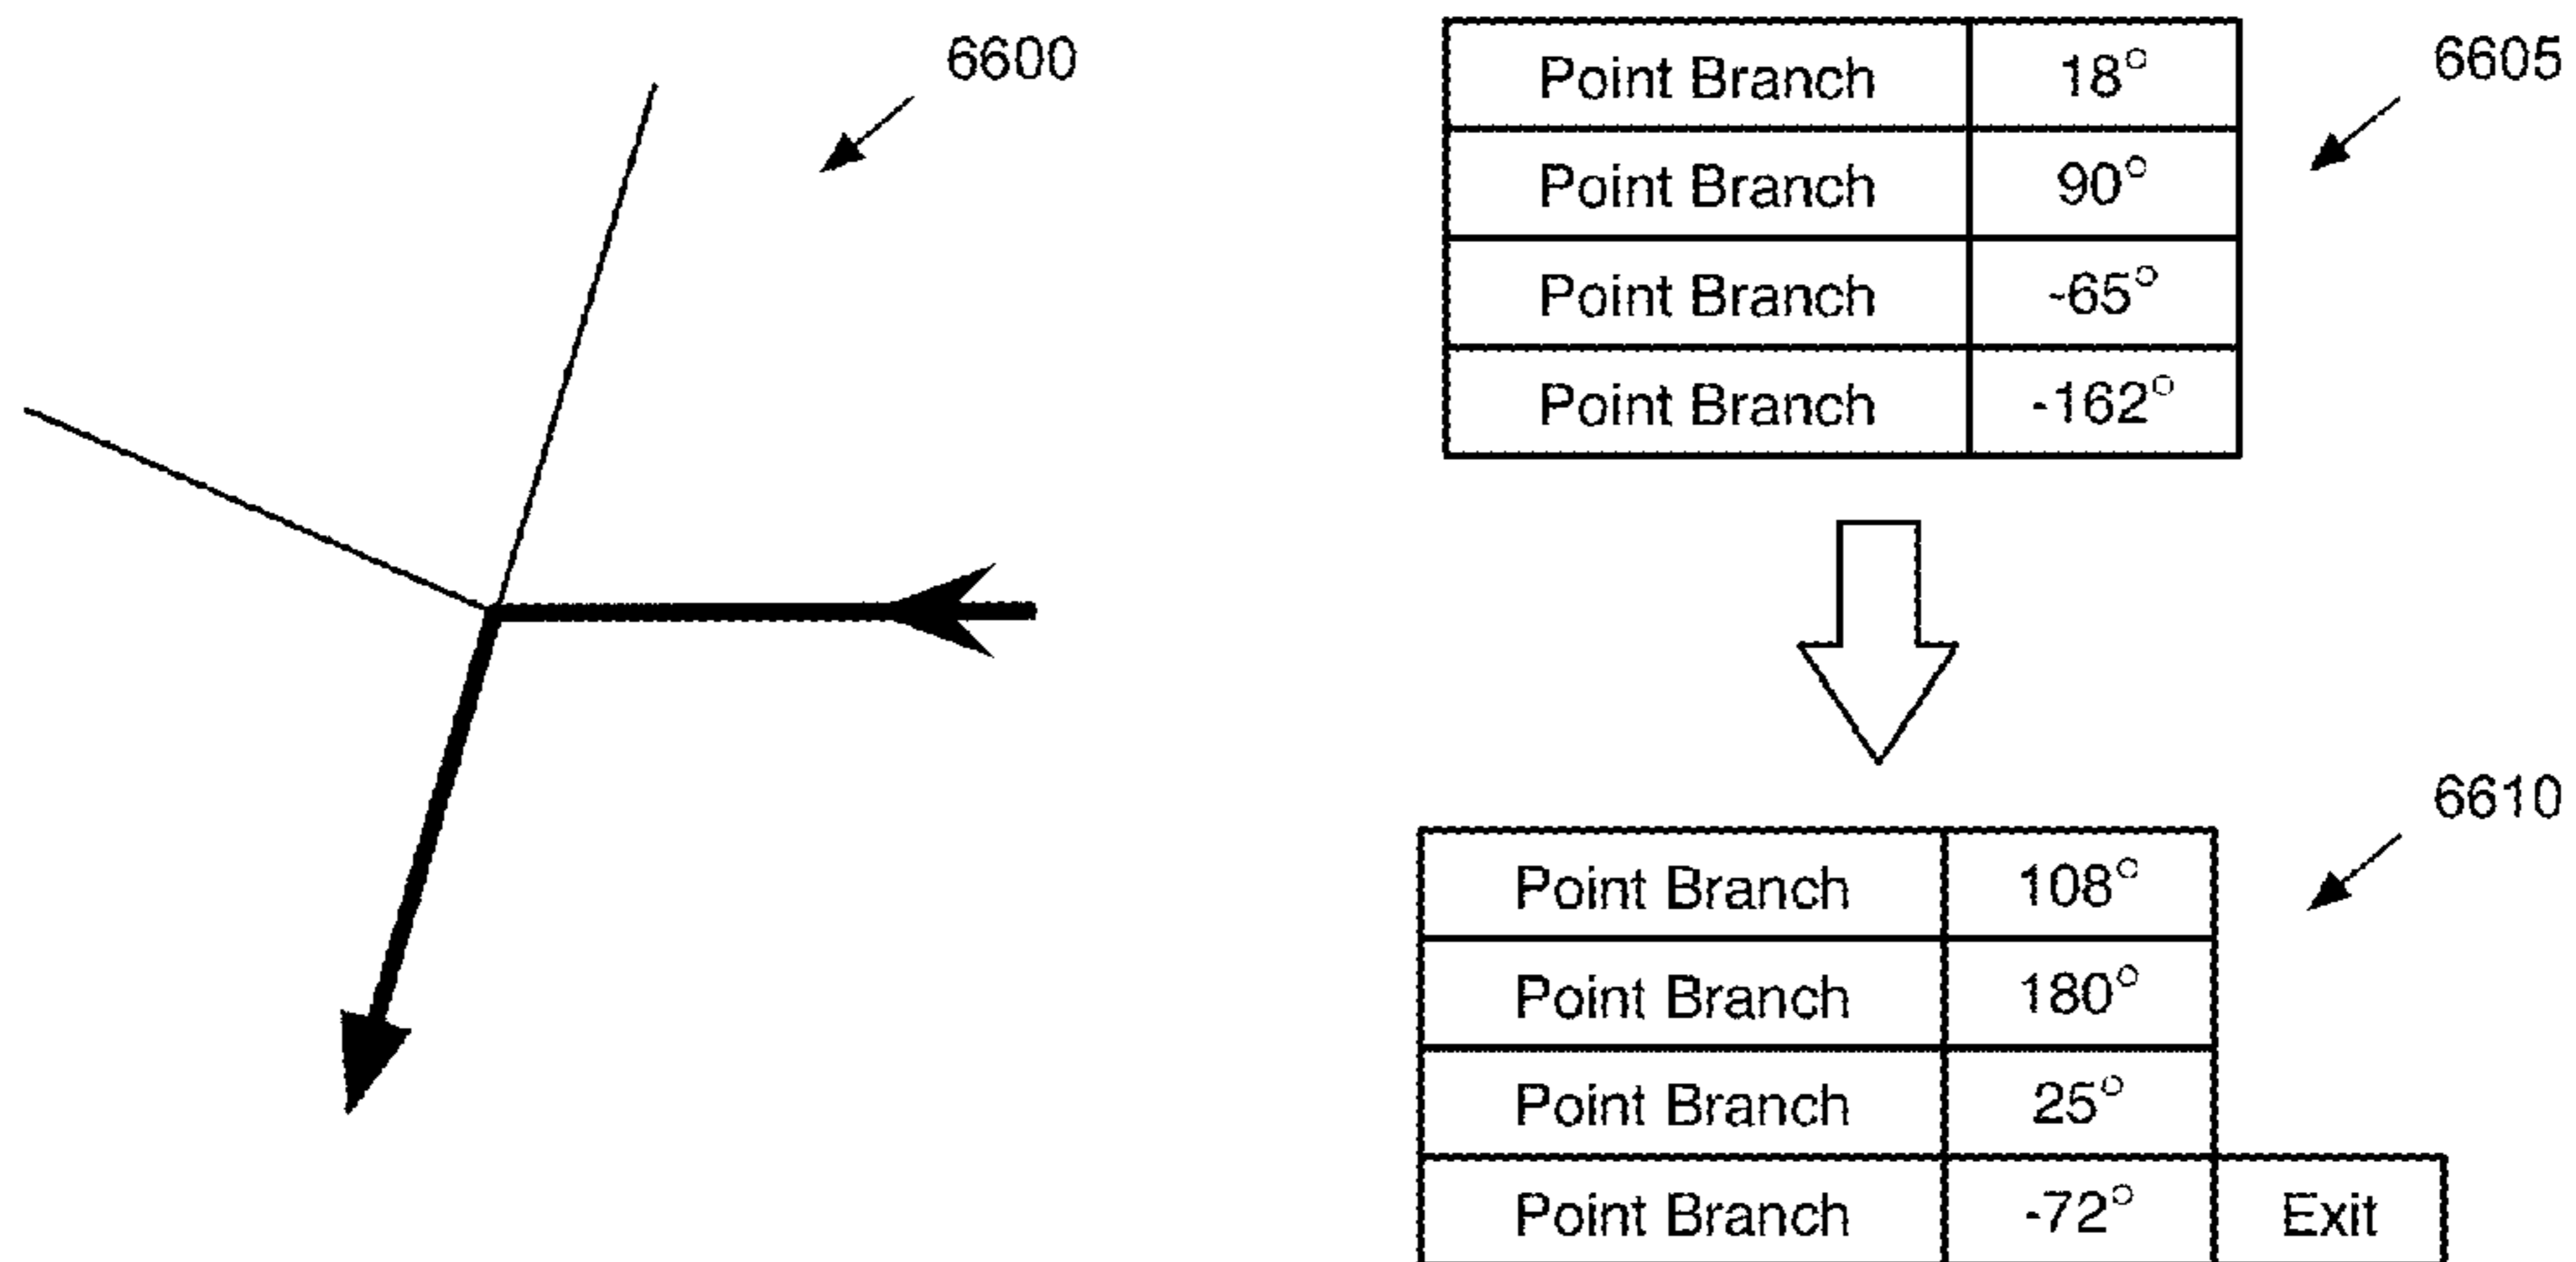 6600
Point Branch 18°
6605
Point Branch 90°
Point Branch -65°
Point Branch -162°
6610
Point Branch 108°
Point Branch 180°
Point Branch 25°
Point Branch -72° Exit